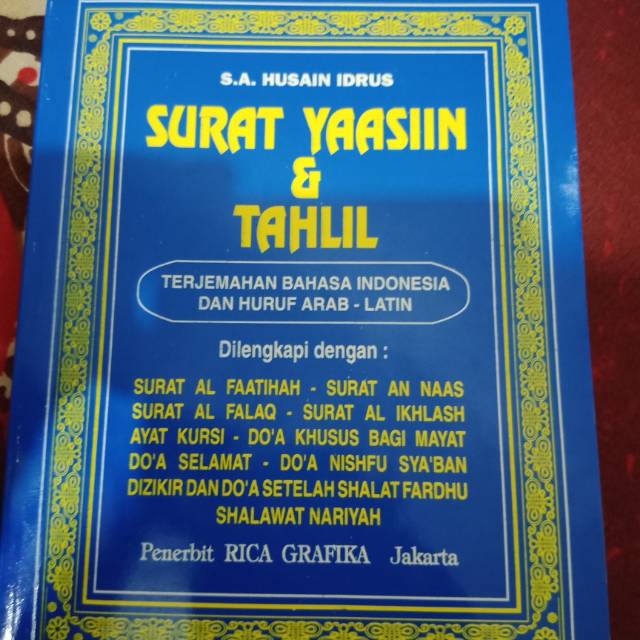 S.A. HUSAIN IDRUS
SURAT YAASIIN
&
TAHLIL
TERJEMAHAN BAHASA INDONESIA
DAN HURUF ARAB - LATIN
Dilengkapi dengan :
SURAT AL FAATIHAH - SURAT AN NAAS
SURAT AL FALAQ - SURAT AL IKHLASH
AYAT KURSI - DO'A KHUSUS BAGI MAYAT
DO'A SELAMAT - DO'A NISHFU SYA'BAN
DIZIKIR DAN DO'A SETELAH SHALAT FARDHU
SHALAWAT NARIYAH
Penerbit RICA GRAFIKA Jakarta